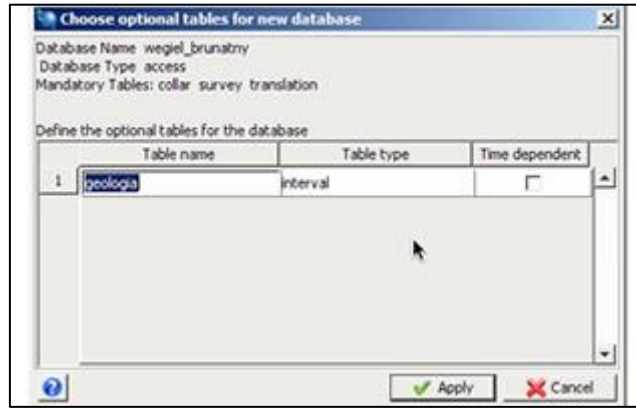 Choose optional tables for new database
Database Name wegiel_brunatny
Database Type access
Mandatory Tables: collar survey translation
Define the optional tables for the database
Table name Table type Time dependent
1 geologia interval
Apply Cancel